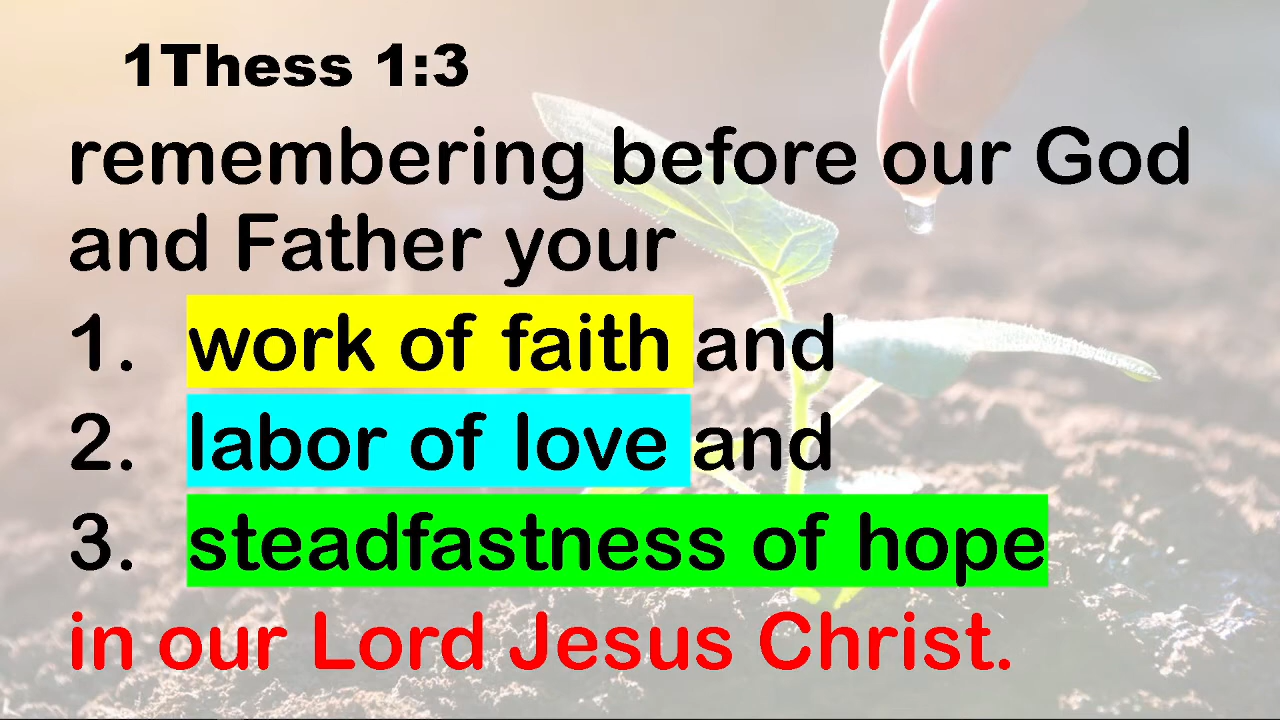 1Thess 1:3
remembering before our God
and Father your
1. work of faith and
2. labor of love and
3. steadfastness of hope
in our Lord Jesus Christ.